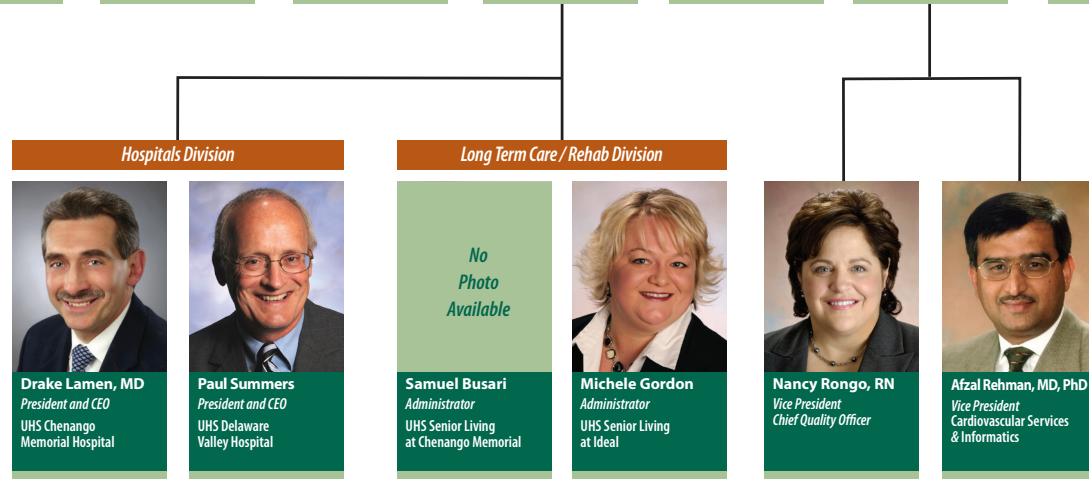 Hospitals Division
Long Term Care / Rehab Division
No
Photo
Available
Drake Lamen, MD
President and CEO
UHS Chenango
Memorial Hospital
Paul Summers
President and CEO
UHS Delaware
Valley Hospital
Samuel Busari
Administrator
UHS Senior Living
at Chenango Memorial
Michele Gordon
Administrator
UHS Senior Living
at Ideal
Nancy Rongo, RN
Vice President
Chief Quality Officer
Afzal Rehman, MD, PhD
Vice President
Cardiovascular Services
& Informatics